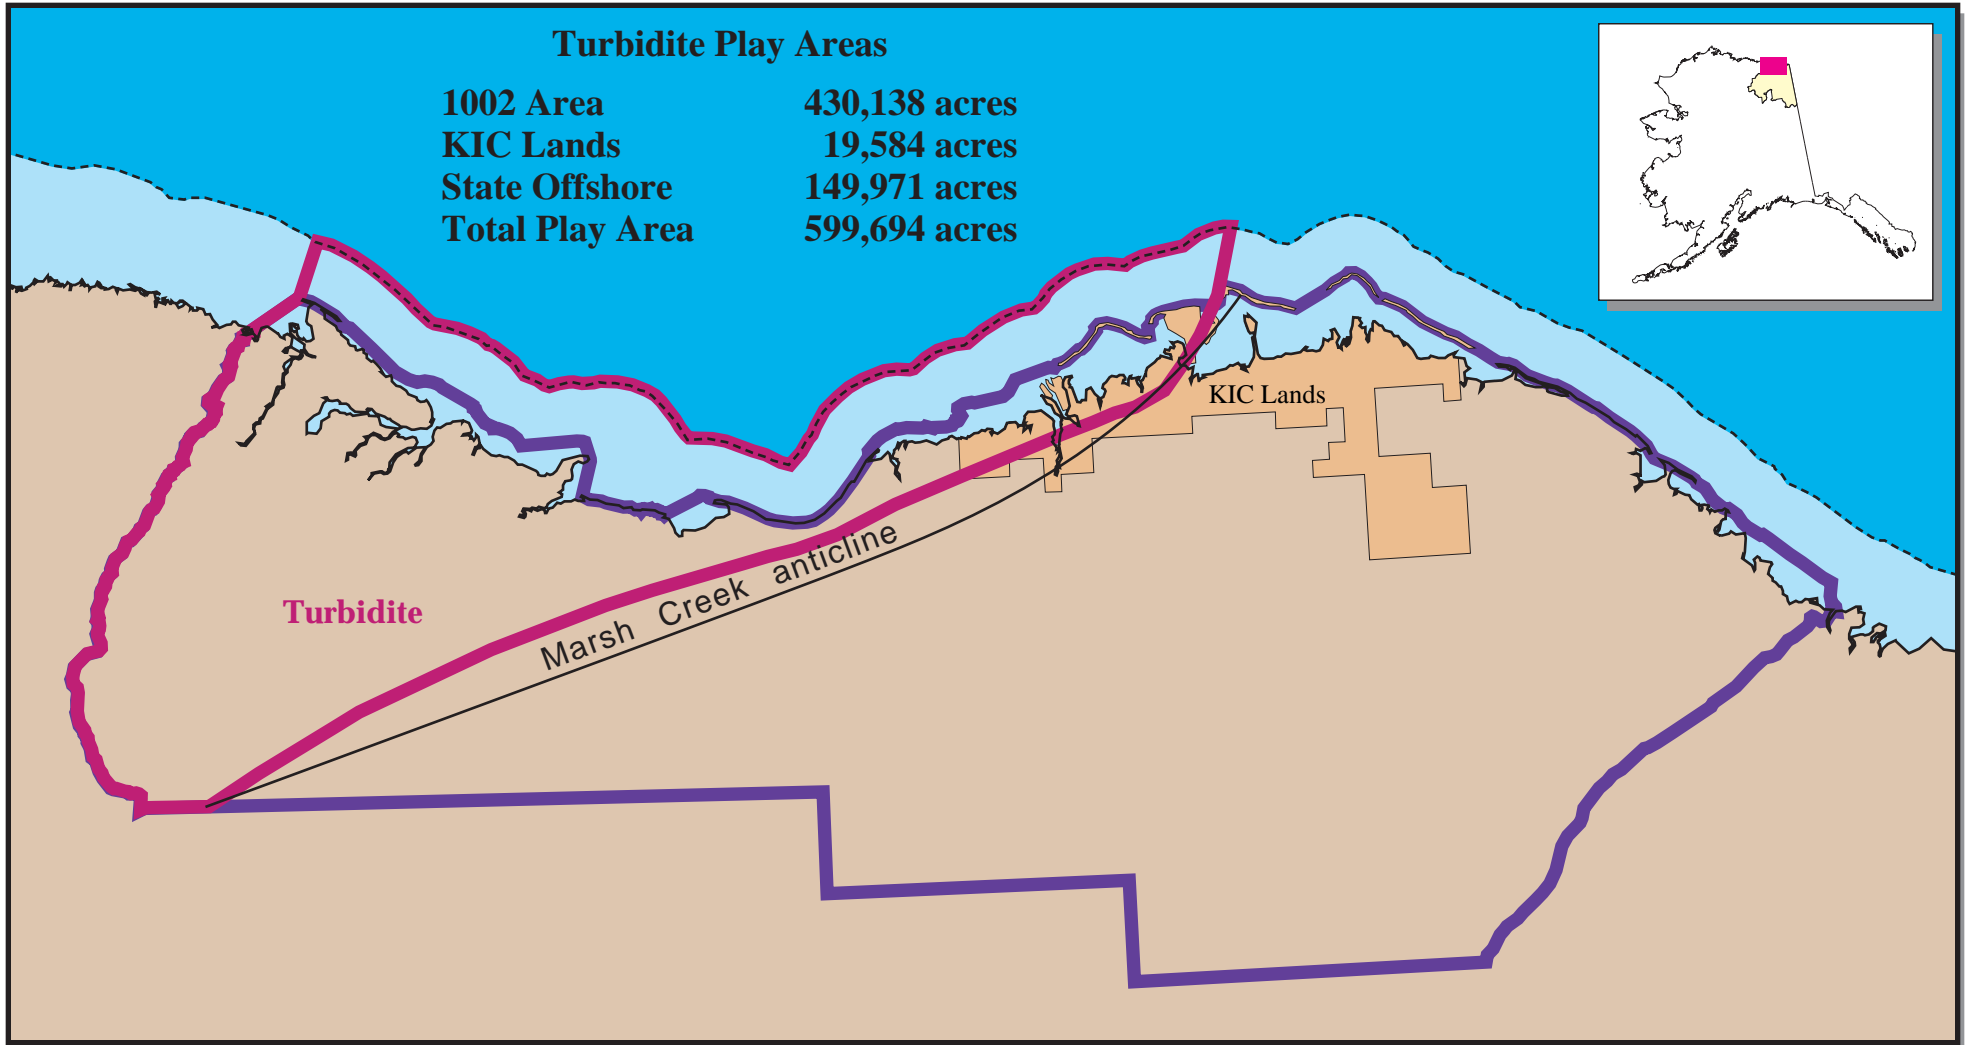 Turbidite Play Areas
1002 Area 430,138 acres
KIC Lands 19,584 acres
State Offshore 149,971 acres
Total Play Area 599,694 acres
KIC Lands
Marsh Creek anticline
Turbidite